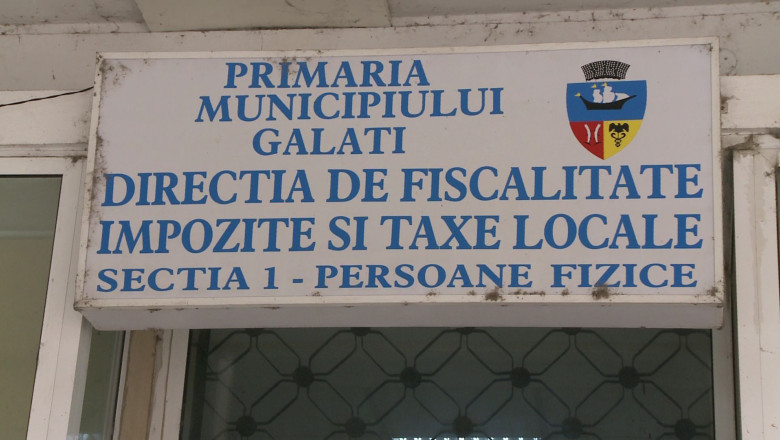 PRIMARIA
MUNICIPIULUI
GALATI
DIRECTIA DE FISCALITATE
IMPOZITE SI TAXE LOCALE
SECTIA 1 - PERSOANE FIZICE